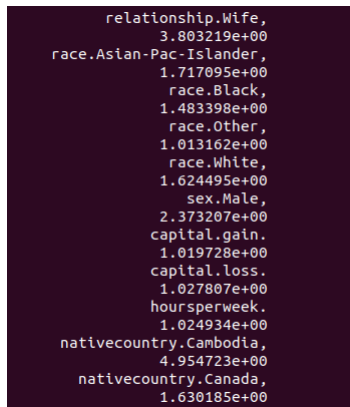 relationship.Wife,
3.803219e+00
race.Asian-Pac-Islander,
1.717095e+00
race.Black,
1.483398e+00
race.Other,
1.013162e+00
race.White,
1.624495e+00
sex.Male,
2.373207e+00
capital.gain.
1.019728e+00
capital.loss.
1.027807e+00
hoursperweek.
1.024934e+00
nativecountry.Cambodia,
4.954723e+00
nativecountry.Canada,
1.630185e+00